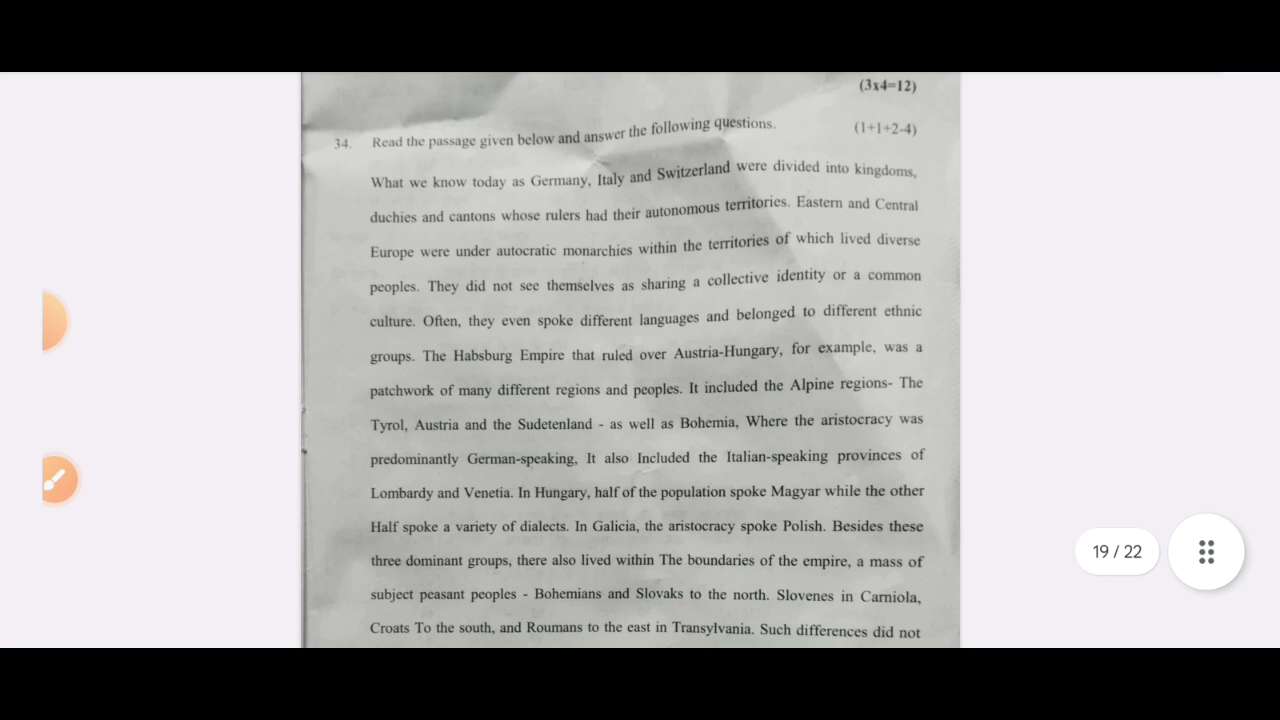 (3x4=12)
34. Read the passage given below and answer the following questions. (1+1+2-4)
What we know today as Germany, Italy and Switzerland were divided into kingdoms,
duchies and cantons whose rulers had their autonomous territories. Eastern and Central
Europe were under autocratic monarchies within the territories of which lived diverse
peoples. They did not see themselves as sharing a collective identity or a common
culture. Often, they even spoke different languages and belonged to different ethnic
groups. The Habsburg Empire that ruled over Austria-Hungary, for example, was a
patchwork of many different regions and peoples. It included the Alpine regions- The
Tyrol, Austria and the Sudetenland - as well as Bohemia, Where the aristocracy was
predominantly German-speaking, It also Included the Italian-speaking provinces of
Lombardy and Venetia. In Hungary, half of the population spoke Magyar while the other
Half spoke a variety of dialects. In Galicia, the aristocracy spoke Polish. Besides these
three dominant groups, there also lived within The boundaries of the empire, a mass of
subject peasant peoples - Bohemians and Slovaks to the north. Slovenes in Carniola,
Croats To the south, and Roumans to the east in Transylvania. Such differences did not
19 / 22